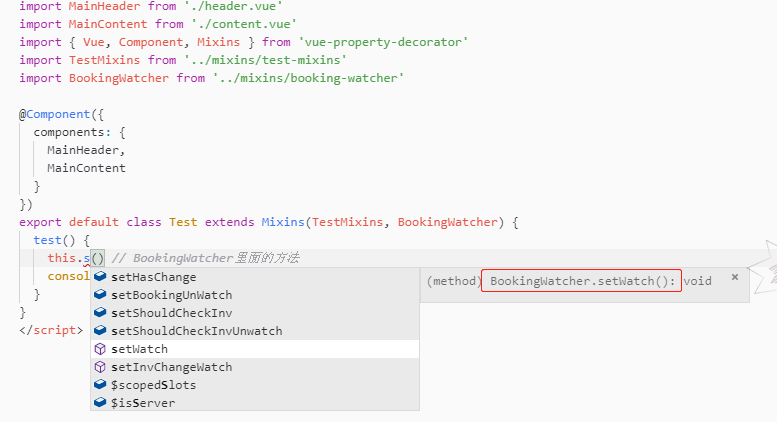 import MainHeader from './header.vue'
import MainContent from './content.vue'
import { Vue, Component, Mixins } from 'vue-property-decorator'
import TestMixins from '../mixins/test-mixins'
import BookingWatcher from '../mixins/booking-watcher'
@Component({
components: {
MainHeader,
MainContent
}
})
export default class Test extends Mixins(TestMixins, BookingWatcher) {
test() {
this.s() // BookingWatcher里面的方法
consol
setHasChange
(method) BookingWatcher.setWatch(): void ×
setBookingUnWatch
setShouldCheckInv
}
setShouldCheckInvUnwatch
}
</script>
setWatch
setInvChangeWatch
$scopedSlots
$isServer